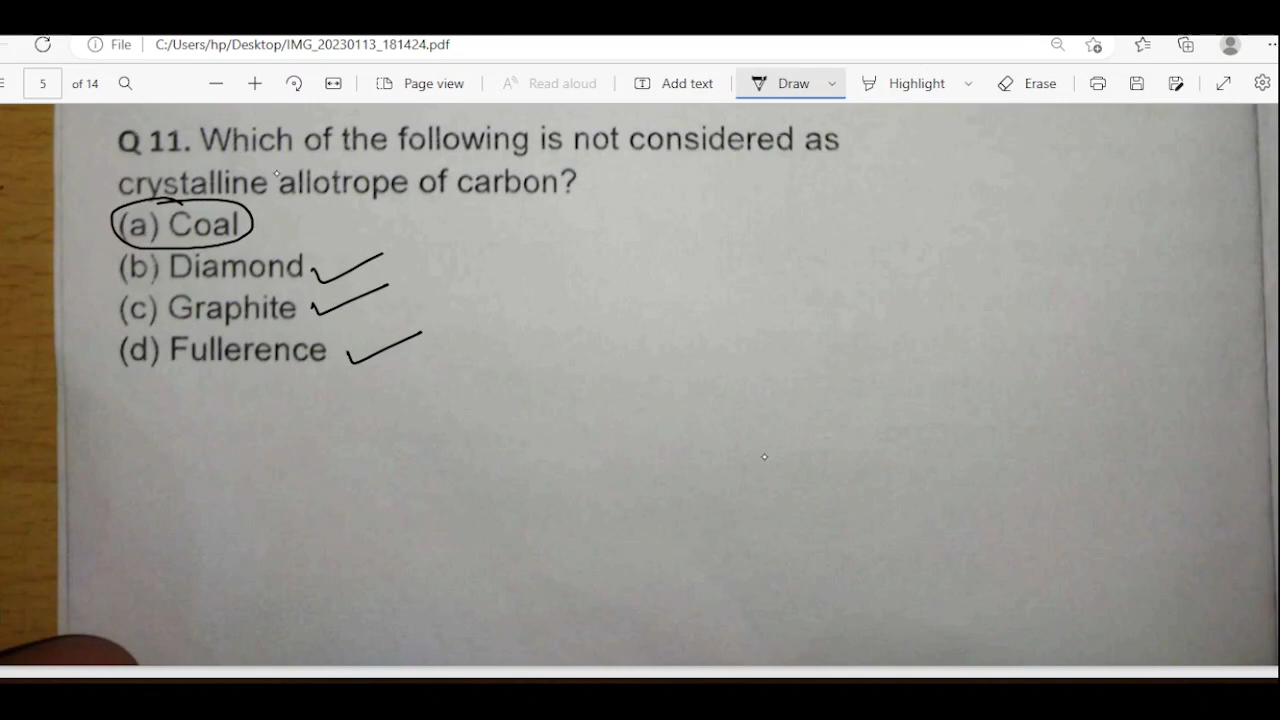 File C:/Users/hp/Desktop/IMG_20230113_181424.pdf
5 of 14 Page view Read aloud Add text Draw Highlight Erase
Q 11. Which of the following is not considered as
crystalline allotrope of carbon?
(a) Coal
(b) Diamond
(c) Graphite
(d) Fullerence